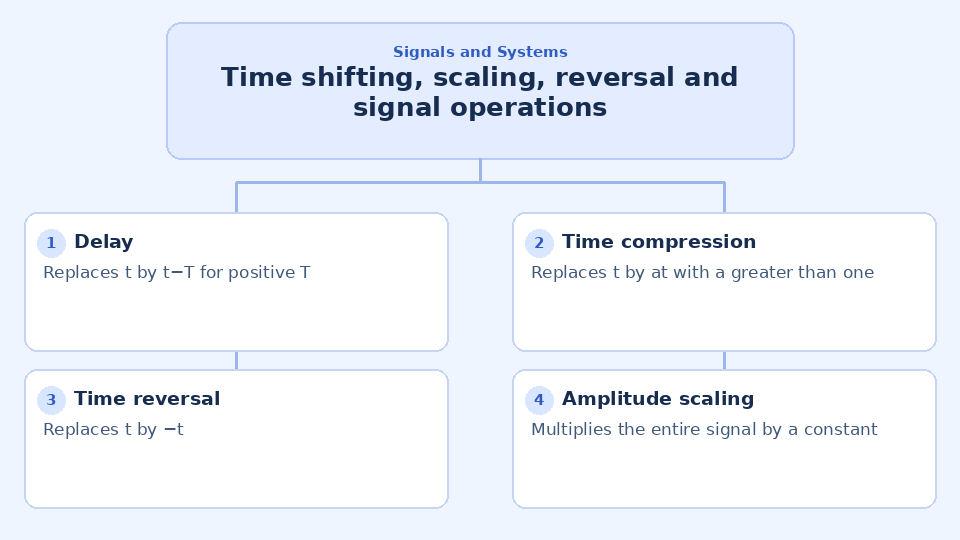 Signals and Systems
Time shifting, scaling, reversal and
signal operations
1 Delay
Replaces t by t−T for positive T
2 Time compression
Replaces t by at with a greater than one
3 Time reversal
Replaces t by −t
4 Amplitude scaling
Multiplies the entire signal by a constant